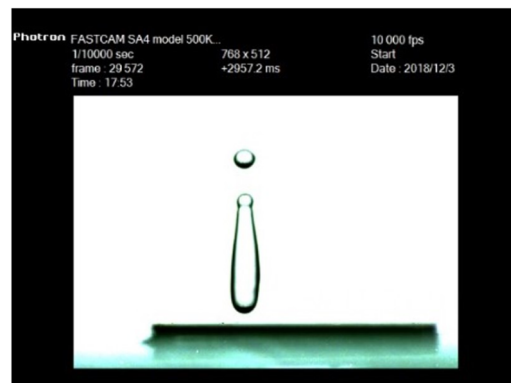 Photron FASTCAM SA4 model 500K...
1/10000 sec 768 x 512 10 000 fps
frame : 29 572 +2957.2 ms Start
Time : 17:53 Date : 2018/12/3